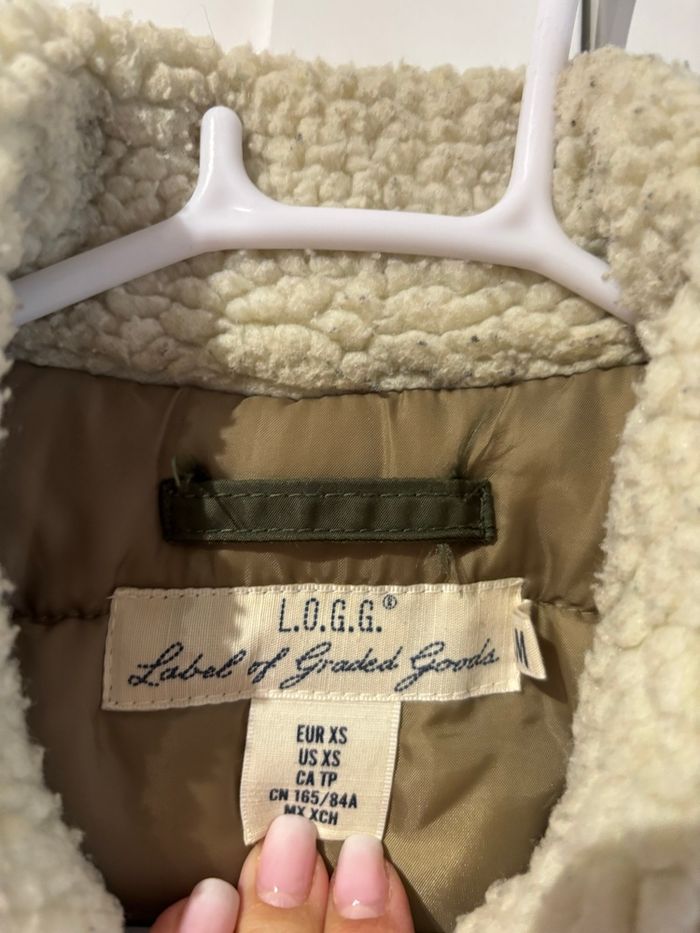 L.O.G.G.®
Label of Graded Goods
M
EUR XS
US XS
CA TP
CN 165/84A
MX XCH